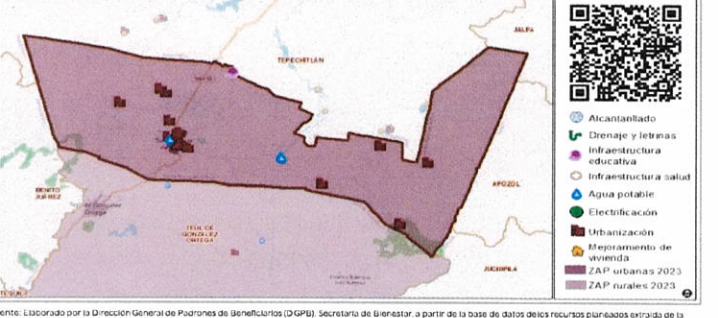 JALPA
TEPECHITLÁN
Alcantarillado
Drenaje y letrinas
Infraestructura
educativa
Infraestructura salud
APOZOL
Agua potable
BENITO
JUÁREZ
Electrificación
TEUL DE
GONZÁLEZ
ORTEGA
Urbanización
Mejoramiento de
vivienda
JUCHIPILA
ZAP urbanas 2023
ZAP rurales 2023
ente: Elaborado por la Dirección General de Padrones de Beneficiarios (DGPB), Secretaría de Bienestar, a partir de la base de datos de los recursos planeados extraída de la